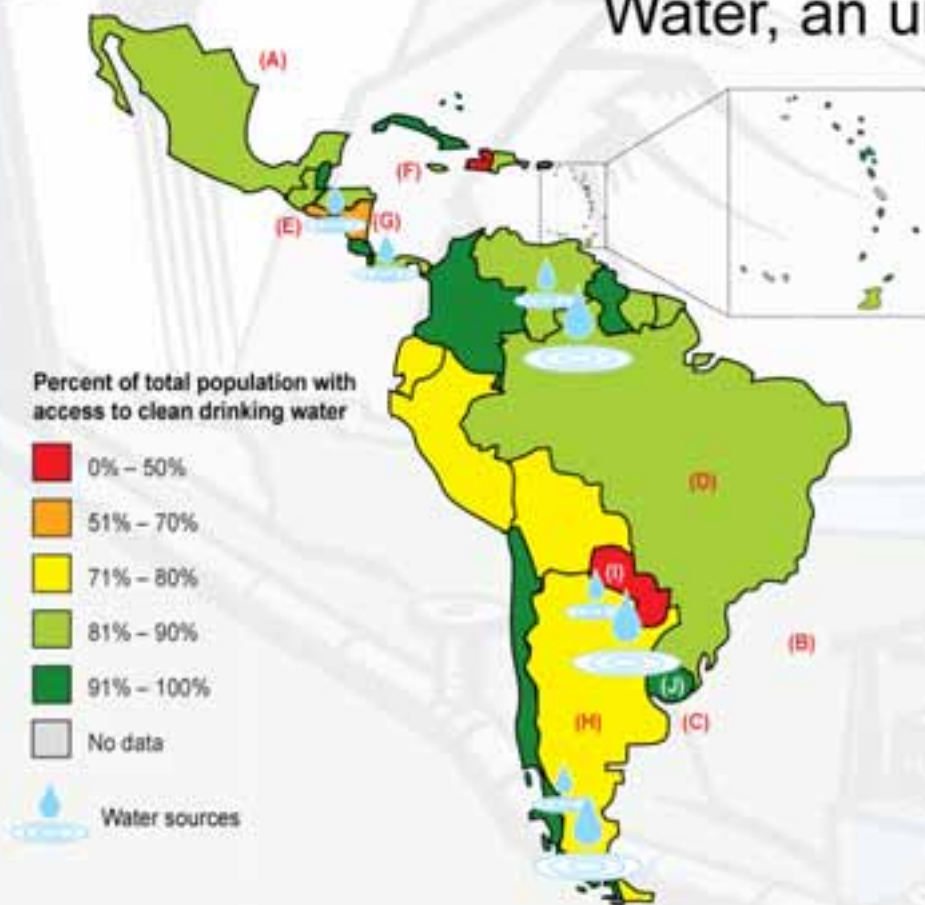 Water, an u
(A)
(F)
(E)
(G)
Percent of total population with
access to clean drinking water
0% – 50%
51% – 70%
71% – 80%
81% – 90%
91% – 100%
No data
Water sources
(D)
(I)
(B)
(J)
(H)
(C)